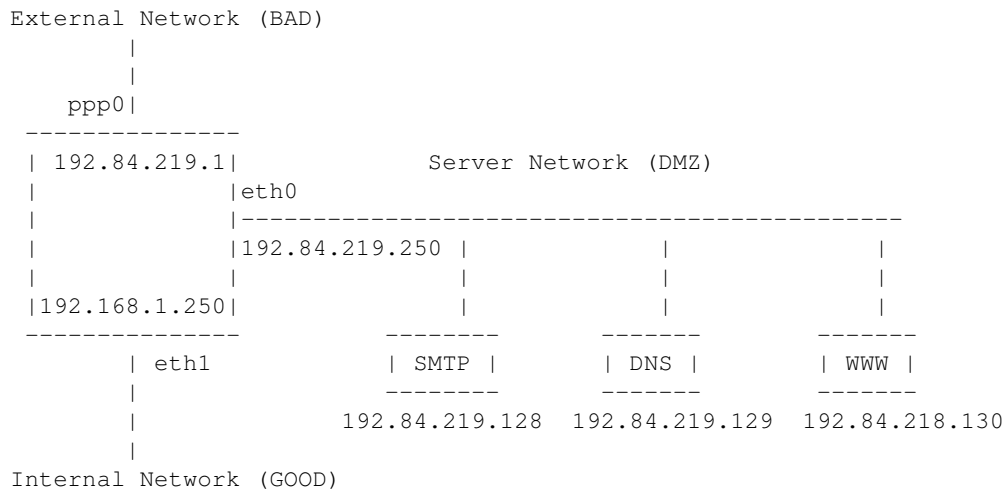 External Network (BAD)
ppp0
192.84.219.1 Server Network (DMZ)
eth0
192.84.219.250
192.168.1.250
eth1 SMTP DNS WWW
192.84.219.128 192.84.219.129 192.84.218.130
Internal Network (GOOD)